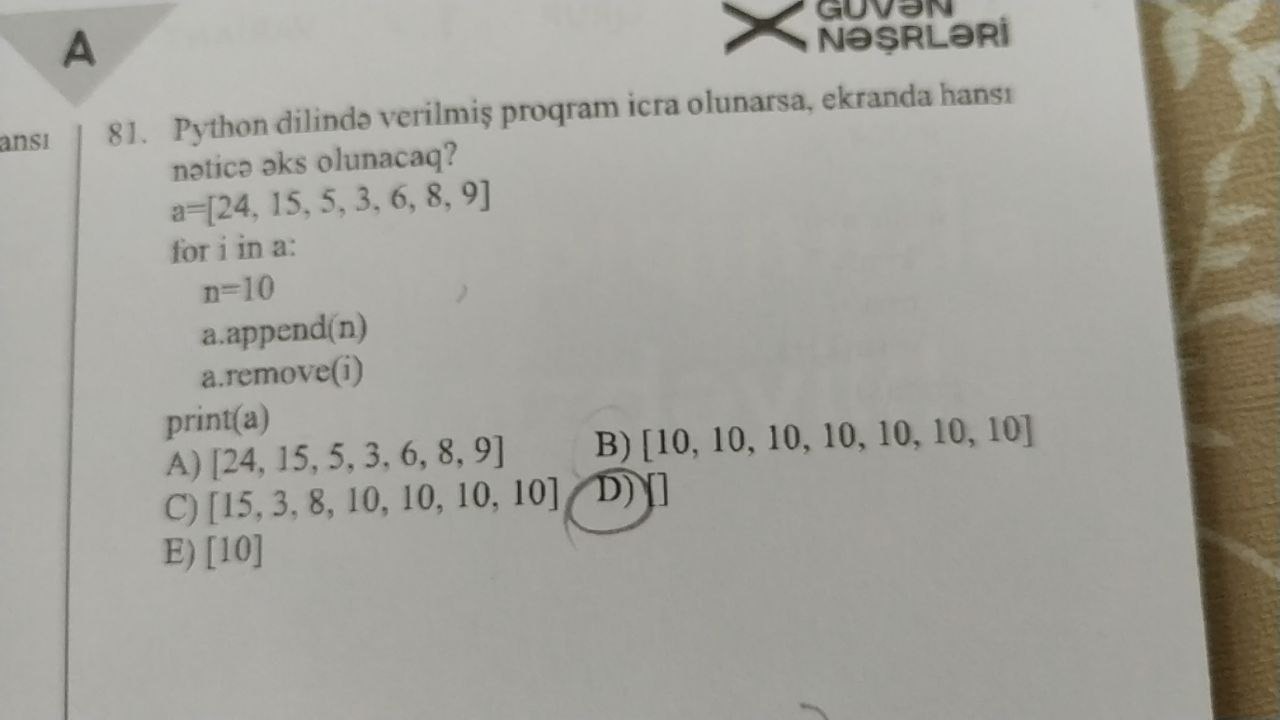 A
GÜVƏN
NƏŞRLƏRİ
ansı
81. Python dilində verilmiş proqram icra olunarsa, ekranda hansı
nəticə əks olunacaq?
a=[24, 15, 5, 3, 6, 8, 9]
for i in a:
n=10
a.append(n)
a.remove(i)
print(a)
A) [24, 15, 5, 3, 6, 8, 9] B) [10, 10, 10, 10, 10, 10, 10]
C) [15, 3, 8, 10, 10, 10, 10] D) []
E) [10]